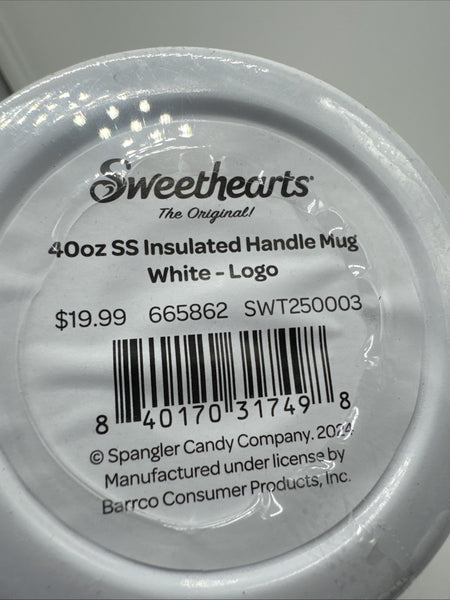 Sweethearts
The Original!
40oz SS Insulated Handle Mug
White - Logo
$19.99 665862 SWT250003
8 40170 31749 8
© Spangler Candy Company. 2024
Manufactured under license by
Barrco Consumer Products, Inc.